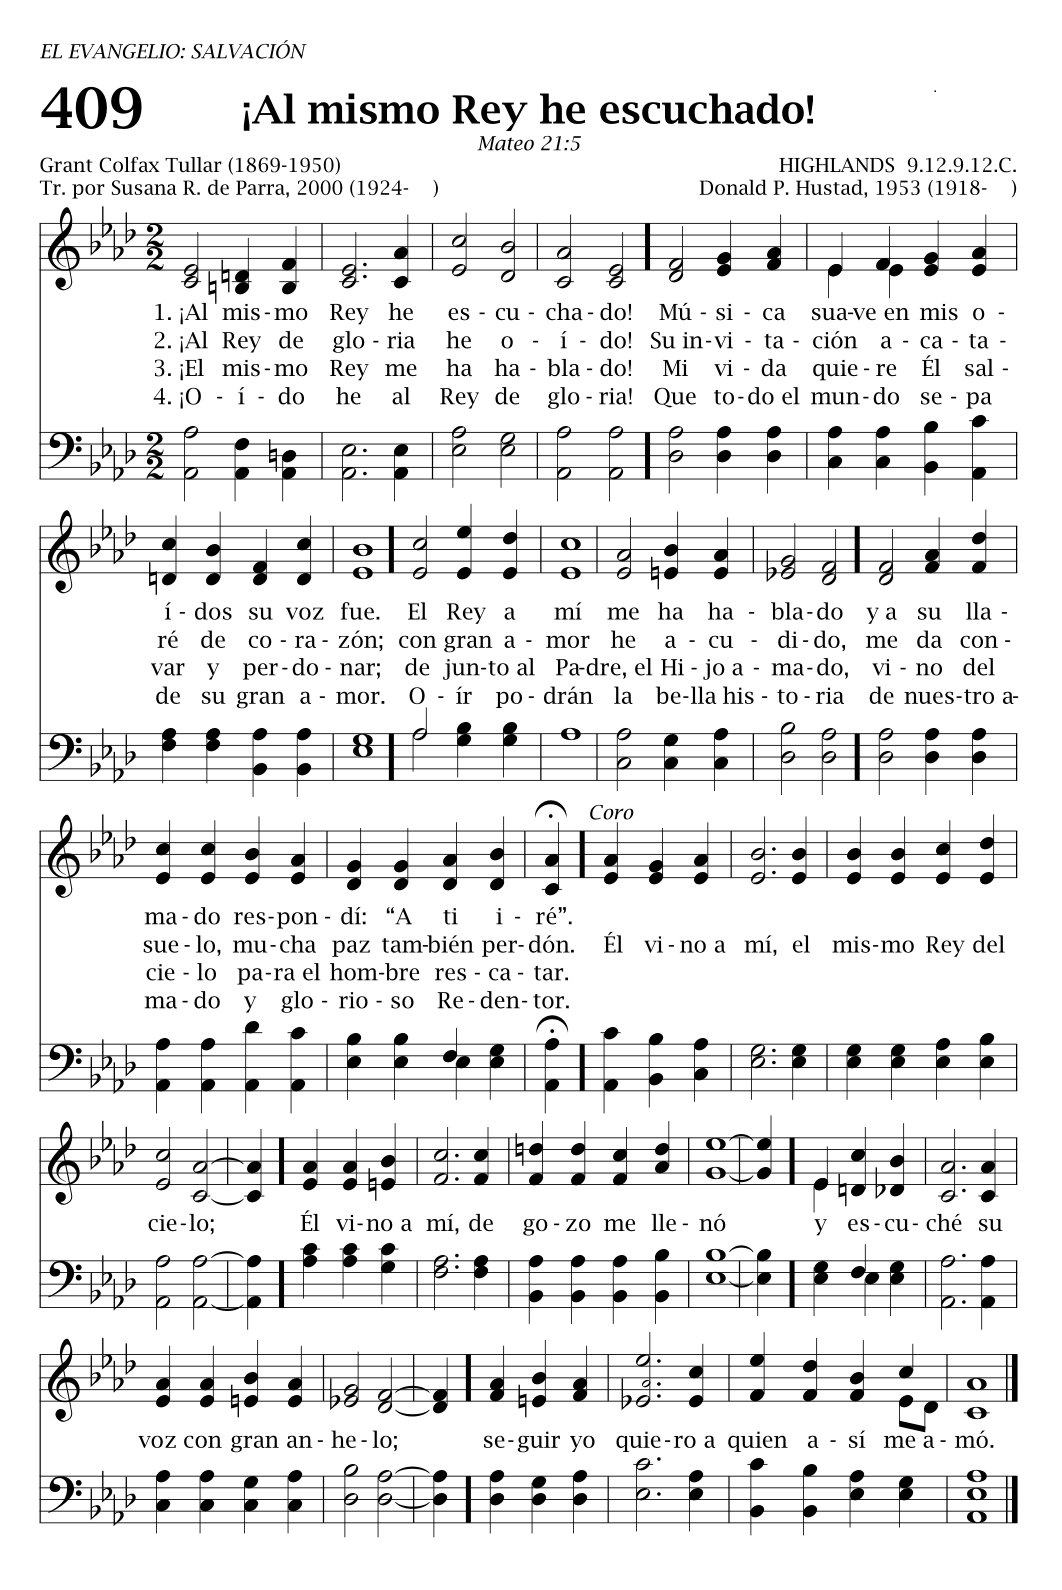 EL EVANGELIO: SALVACIÓN
409 ¡Al mismo Rey he escuchado!
Mateo 21:5
Grant Colfax Tullar (1869-1950) HIGHLANDS 9.12.9.12.C.
Tr. por Susana R. de Parra, 2000 (1924- ) Donald P. Hustad, 1953 (1918- )
1. ¡Al mis - mo Rey he es - cu - cha - do! Mú - si - ca sua - ve en mis o -
2. ¡Al Rey de glo - ria he o - í - do! Su in - vi - ta - ción a - ca - ta -
3. ¡El mis - mo Rey me ha ha - bla - do! Mi vi - da quie - re Él sal -
4. ¡O - í - do he al Rey de glo - ria! Que to - do el mun - do se - pa
í - dos su voz fue. El Rey a mí me ha ha - bla - do y a su lla -
ré de co - ra - zón; con gran a - mor he a - cu - di - do, me da con -
var y per - do - nar; de jun - to al Pa - dre, el Hi - jo a - ma - do, vi - no del
de su gran a - mor. O - ír po - drán la be - lla his - to - ria de nues - tro a -
Coro
ma - do res - pon - dí: “A ti i - ré”.
sue - lo, mu - cha paz tam - bién per - dón. Él vi - no a mí, el mis - mo Rey del
cie - lo pa - ra el hom - bre res - ca - tar.
ma - do y glo - rio - so Re - den - tor.
cie - lo; Él vi - no a mí, de go - zo me lle - nó y es - cu - ché su
voz con gran an - he - lo; se - guir yo quie - ro a quien a - sí me a - mó.